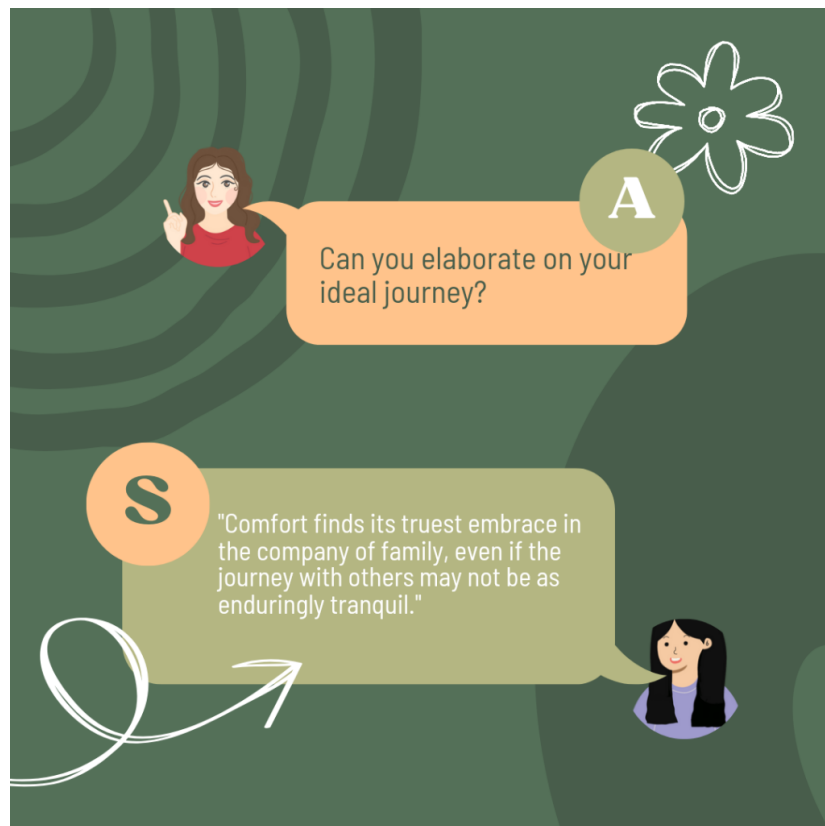 A
Can you elaborate on your
ideal journey?
S
"Comfort finds its truest embrace in
the company of family, even if the
journey with others may not be as
enduringly tranquil."